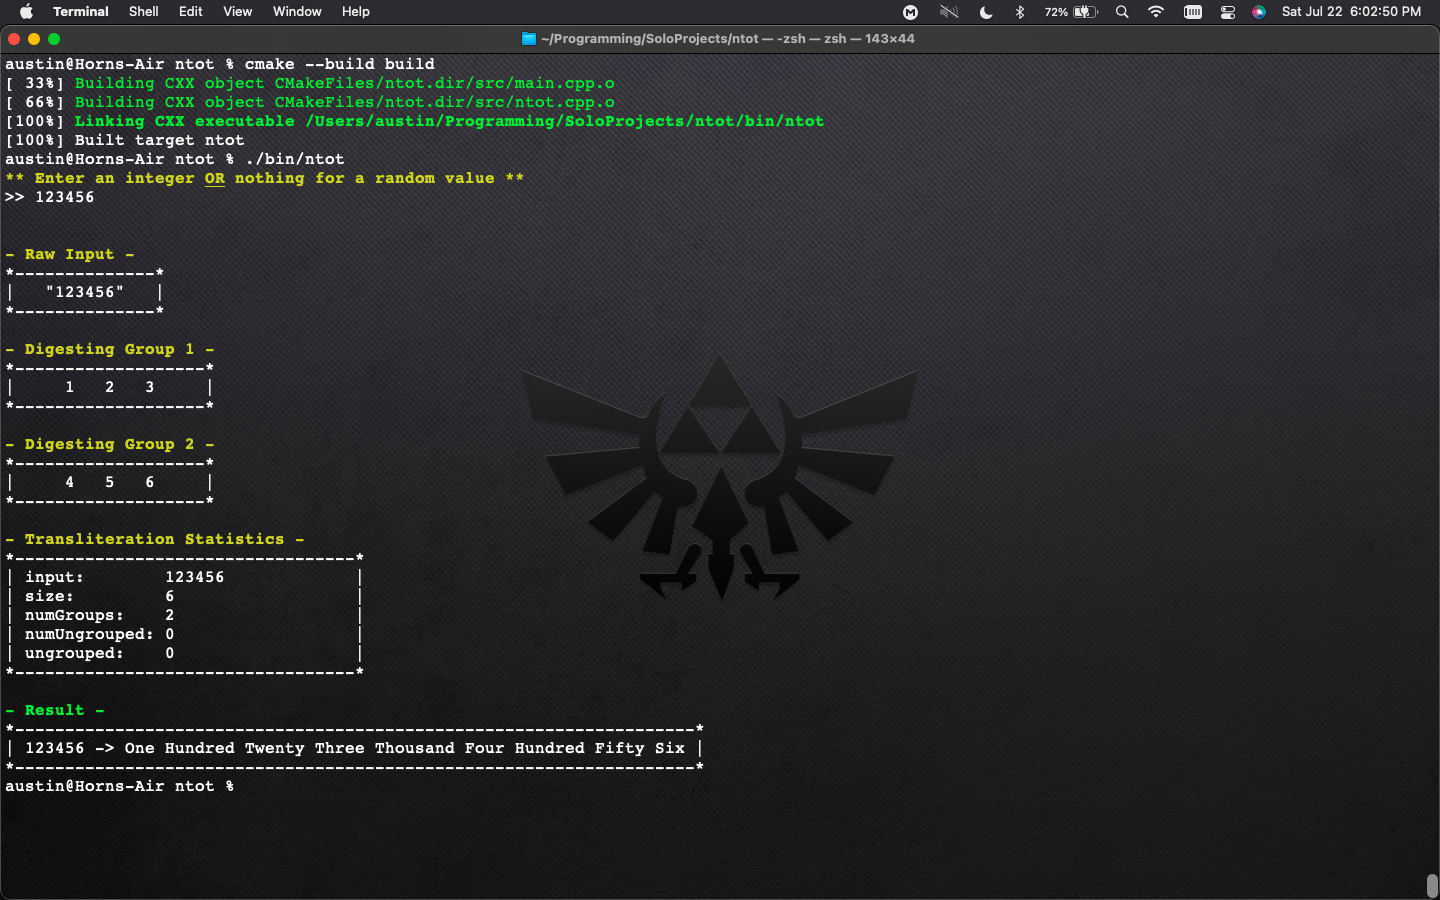 Terminal Shell Edit View Window Help 72% Sat Jul 22 6:02:50 PM
~/Programming/SoloProjects/ntot — -zsh — zsh — 143×44
austin@Horns-Air ntot % cmake --build build
[ 33%] Building CXX object CMakeFiles/ntot.dir/src/main.cpp.o
[ 66%] Building CXX object CMakeFiles/ntot.dir/src/ntot.cpp.o
[100%] Linking CXX executable /Users/austin/Programming/SoloProjects/ntot/bin/ntot
[100%] Built target ntot
austin@Horns-Air ntot % ./bin/ntot
** Enter an integer OR nothing for a random value **
>> 123456
- Raw Input -
*--------------*
|   "123456"   |
*--------------*
- Digesting Group 1 -
*-------------------*
|     1   2   3     |
*-------------------*
- Digesting Group 2 -
*-------------------*
|     4   5   6     |
*-------------------*
- Transliteration Statistics -
*----------------------------------*
| input:        123456             |
| size:         6                  |
| numGroups:    2                  |
| numUngrouped: 0                  |
| ungrouped:    0                  |
*----------------------------------*
- Result -
*--------------------------------------------------------------------*
| 123456 -> One Hundred Twenty Three Thousand Four Hundred Fifty Six |
*--------------------------------------------------------------------*
austin@Horns-Air ntot %